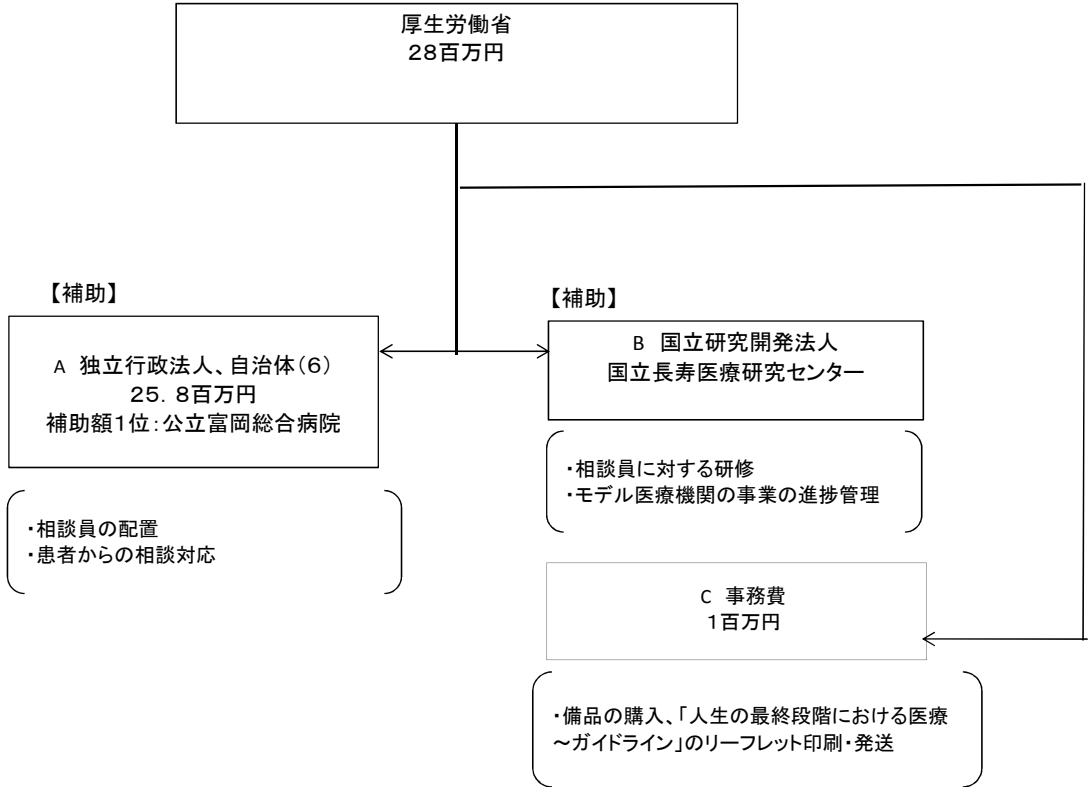 厚生労働省
28百万円
【補助】
A 独立行政法人、自治体(6)
25.8百万円
補助額1位:公立富岡総合病院
・相談員の配置
・患者からの相談対応
【補助】
B 国立研究開発法人
国立長寿医療研究センター
・相談員に対する研修
・モデル医療機関の事業の進捗管理
C 事務費
1百万円
・備品の購入、「人生の最終段階における医療
~ガイドライン」のリーフレット印刷・発送